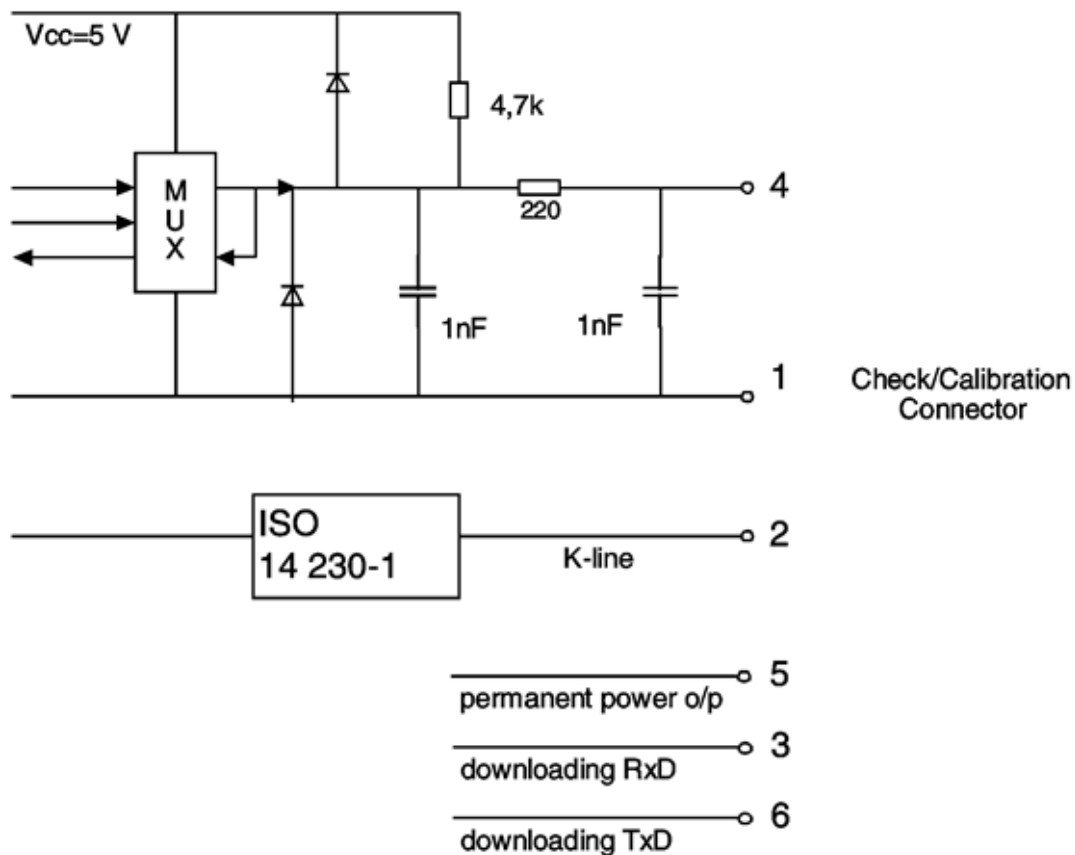 Vcc=5 V
4,7k
M
U
X
220
4
1nF
1nF
1
Check/Calibration
Connector
ISO
14 230-1
K-line
2
permanent power o/p
5
downloading RxD
3
downloading TxD
6